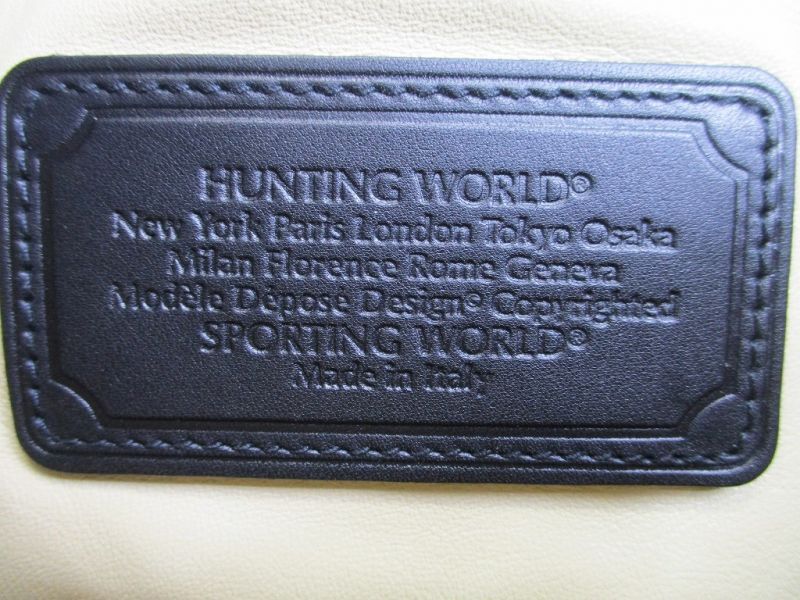 HUNTING WORLD®
New York Paris London Tokyo Osaka
Milan Florence Rome Geneva
Modèle Dépose Design® Copyrighted
SPORTING WORLD®
Made in Italy